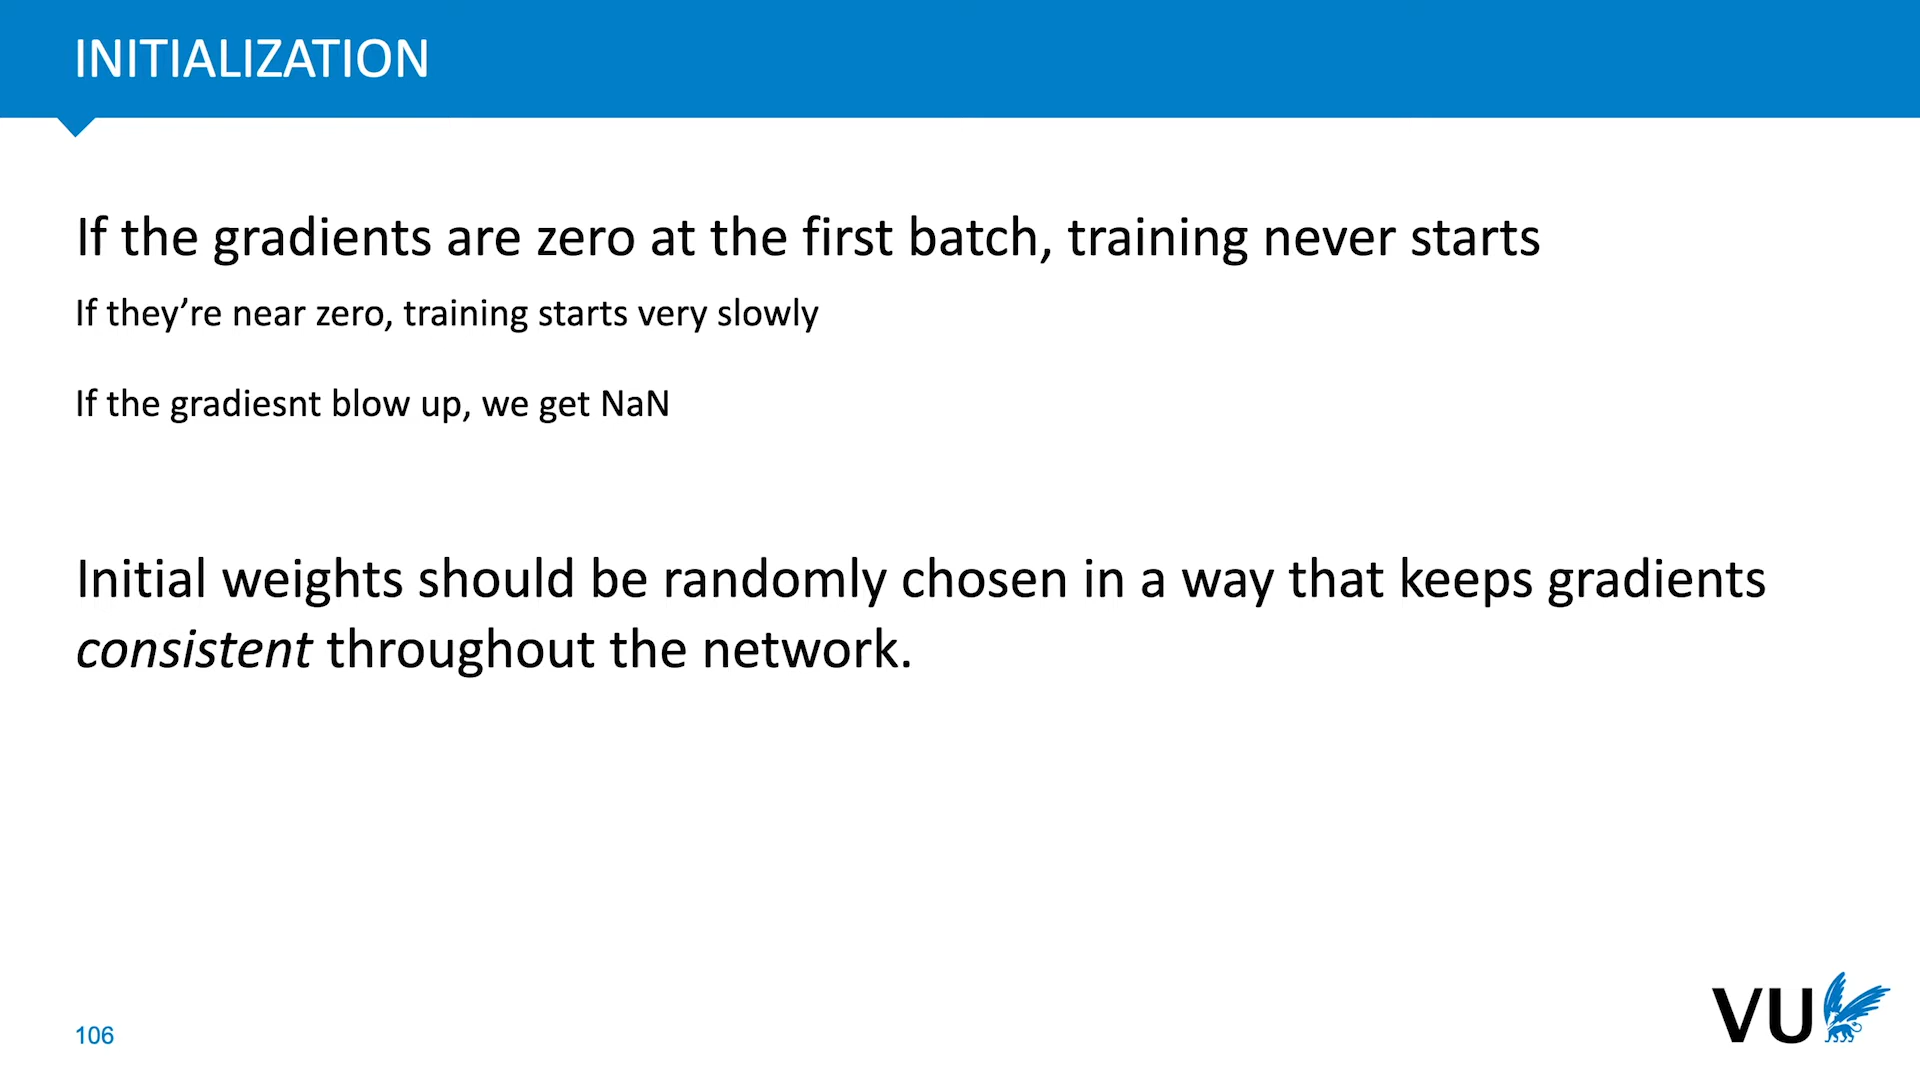 INITIALIZATION
If the gradients are zero at the first batch, training never starts
If they’re near zero, training starts very slowly
If the gradiesnt blow up, we get NaN
Initial weights should be randomly chosen in a way that keeps gradients
consistent throughout the network.
106
VU